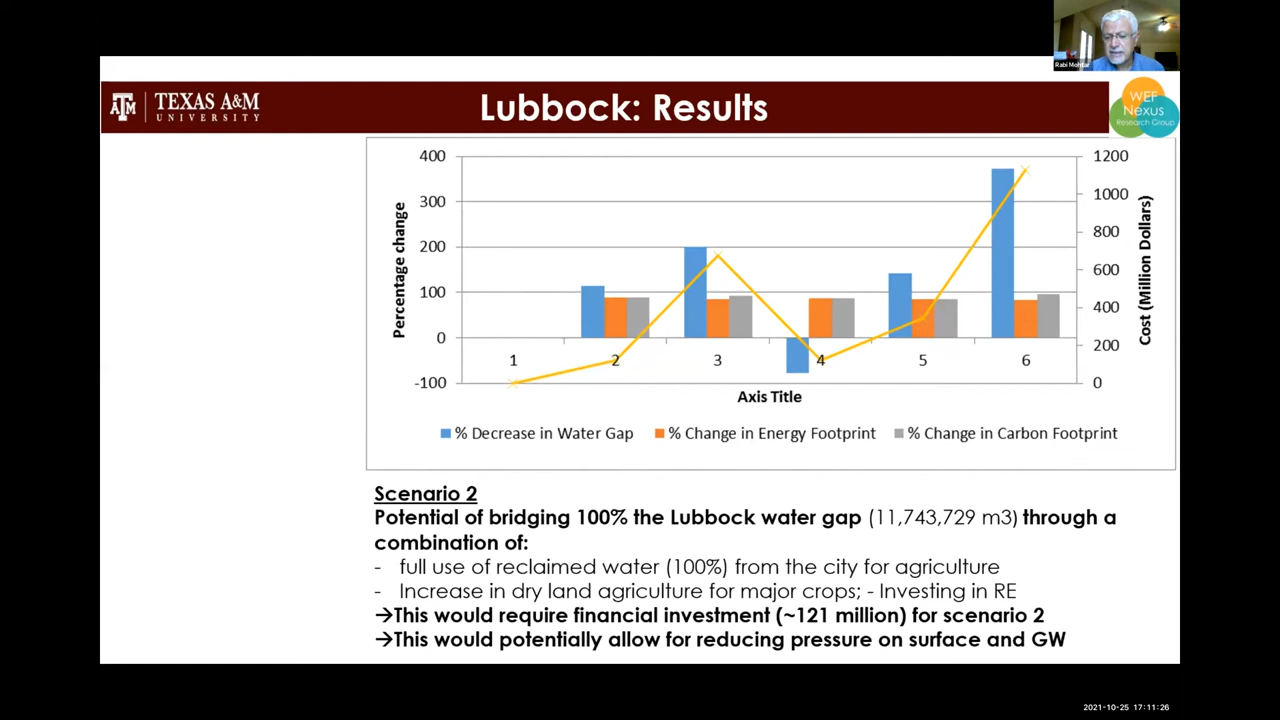 Rabi Mohtar
TEXAS A&M
UNIVERSITY
ATM
Lubbock: Results
WEF
Nexus
Research Group
400
300
200
100
0
-100
Percentage change
1200
1000
800
600
400
200
0
Cost (Million Dollars)
1 2 3 4 5 6
Axis Title
% Decrease in Water Gap % Change in Energy Footprint % Change in Carbon Footprint
Scenario 2
Potential of bridging 100% the Lubbock water gap (11,743,729 m3) through a
combination of:
- full use of reclaimed water (100%) from the city for agriculture
- Increase in dry land agriculture for major crops; - Investing in RE
→This would require financial investment (~121 million) for scenario 2
→This would potentially allow for reducing pressure on surface and GW
2021-10-25 17:11:26